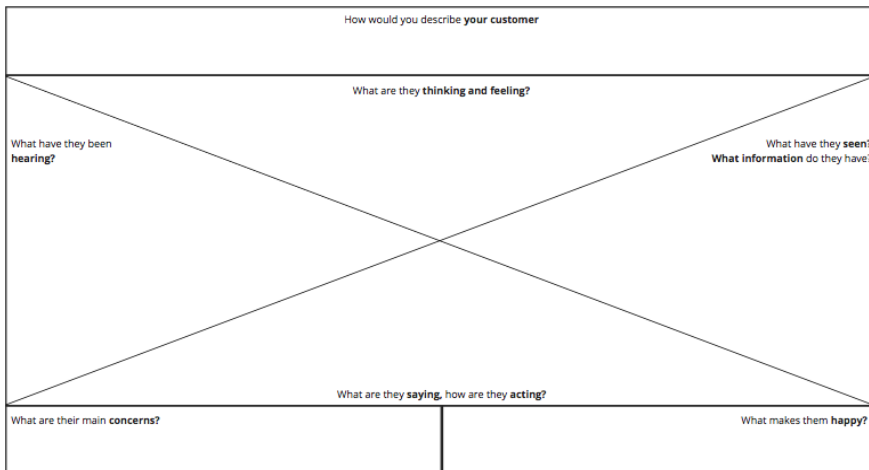 How would you describe your customer
What are they thinking and feeling?
What have they been
hearing?
What have they seen?
What information do they have?
What are they saying, how are they acting?
What are their main concerns?
What makes them happy?